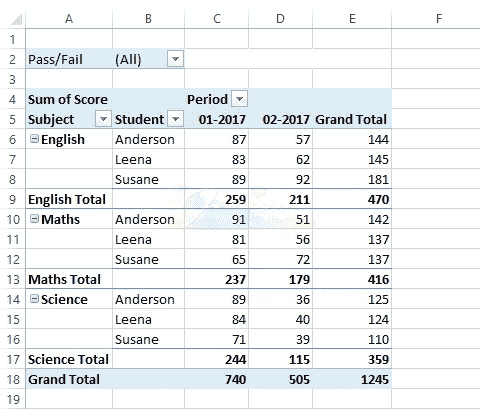 A B C D E F
1
2 Pass/Fail (All)
3
4 Sum of Score Period
5 Subject Student 01-2017 02-2017 Grand Total
6 English Anderson 87 57 144
7 Leena 83 62 145
8 Susane 89 92 181
9 English Total 259 211 470
10 Maths Anderson 91 51 142
11 Leena 81 56 137
12 Susane 65 72 137
13 Maths Total 237 179 416
14 Science Anderson 89 36 125
15 Leena 84 40 124
16 Susane 71 39 110
17 Science Total 244 115 359
18 Grand Total 740 505 1245
19